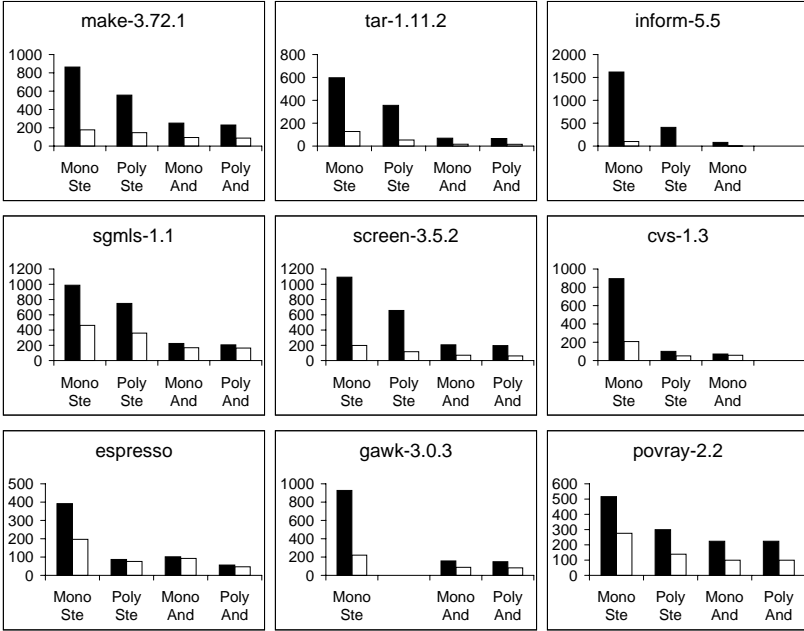 make-3.72.1
1000
800
600
400
200
0
Mono Poly Mono Poly
Ste Ste And And
tar-1.11.2
800
600
400
200
0
Mono Poly Mono Poly
Ste Ste And And
inform-5.5
2000
1500
1000
500
0
Mono Poly Mono
Ste Ste And
sgmls-1.1
1200
1000
800
600
400
200
0
Mono Poly Mono Poly
Ste Ste And And
screen-3.5.2
1200
1000
800
600
400
200
0
Mono Poly Mono Poly
Ste Ste And And
cvs-1.3
1000
800
600
400
200
0
Mono Poly Mono
Ste Ste And
espresso
500
400
300
200
100
0
Mono Poly Mono Poly
Ste Ste And And
gawk-3.0.3
1000
800
600
400
200
0
Mono Mono Poly
Ste And And
povray-2.2
600
500
400
300
200
100
0
Mono Poly Mono Poly
Ste Ste And And